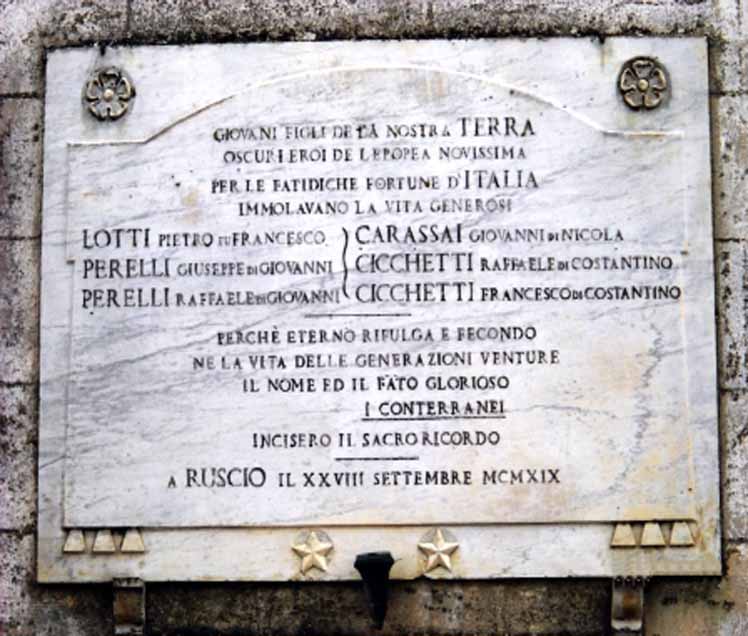 GIOVANI FIGLI DE LA NOSTRA TERRA
OSCURI EROI DE L'EPOPEA NOVISSIMA
PER LE FATIDICHE FORTUNE D'ITALIA
IMMOLAVANO LA VITA GENEROSI
LOTTI PIETRO FU FRANCESCO CARASSAI GIOVANNI DI NICOLA
PERELLI GIUSEPPE DI GIOVANNI CICCHETTI RAFFAELE DI COSTANTINO
PERELLI RAFFAELE DI GIOVANNI CICCHETTI FRANCESCO DI COSTANTINO
PERCHÈ ETERNO RIFULGA E FECONDO
NE LA VITA DELLE GENERAZIONI VENTURE
IL NOME ED IL FATO GLORIOSO
I CONTERRANEI
INCISERO IL SACRO RICORDO
A RUSCIO IL XXVIII SETTEMBRE MCMXIX